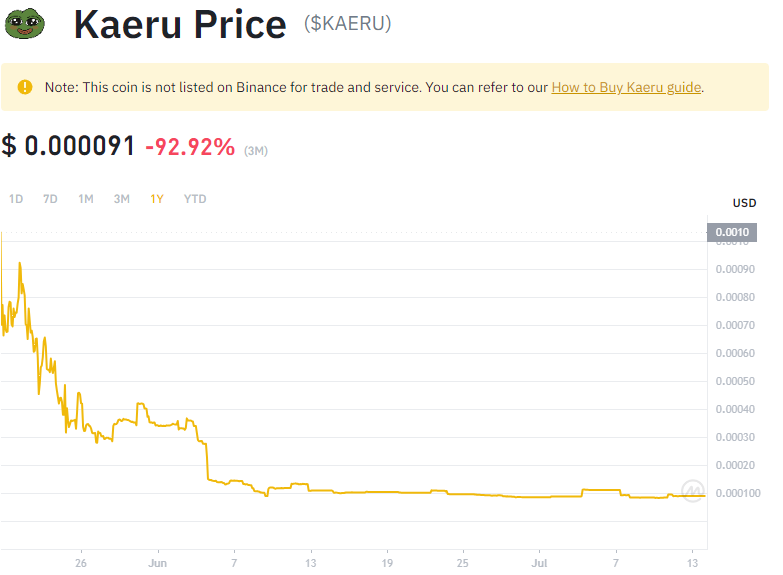 Kaeru Price ($KAERU)
Note: This coin is not listed on Binance for trade and service. You can refer to our How to Buy Kaeru guide.
$ 0.000091 -92.92% (3M)
1D 7D 1M 3M 1Y YTD
USD
0.0010
0.0010
0.00090
0.00080
0.00070
0.00060
0.00050
0.00040
0.00030
0.00020
0.000100
26 Jun 7 13 19 25 Jul 7 13